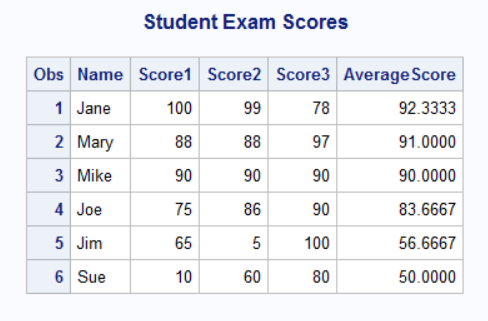 Student Exam Scores
Obs Name Score1 Score2 Score3 AverageScore
1 Jane 100 99 78 92.3333
2 Mary 88 88 97 91.0000
3 Mike 90 90 90 90.0000
4 Joe 75 86 90 83.6667
5 Jim 65 5 100 56.6667
6 Sue 10 60 80 50.0000